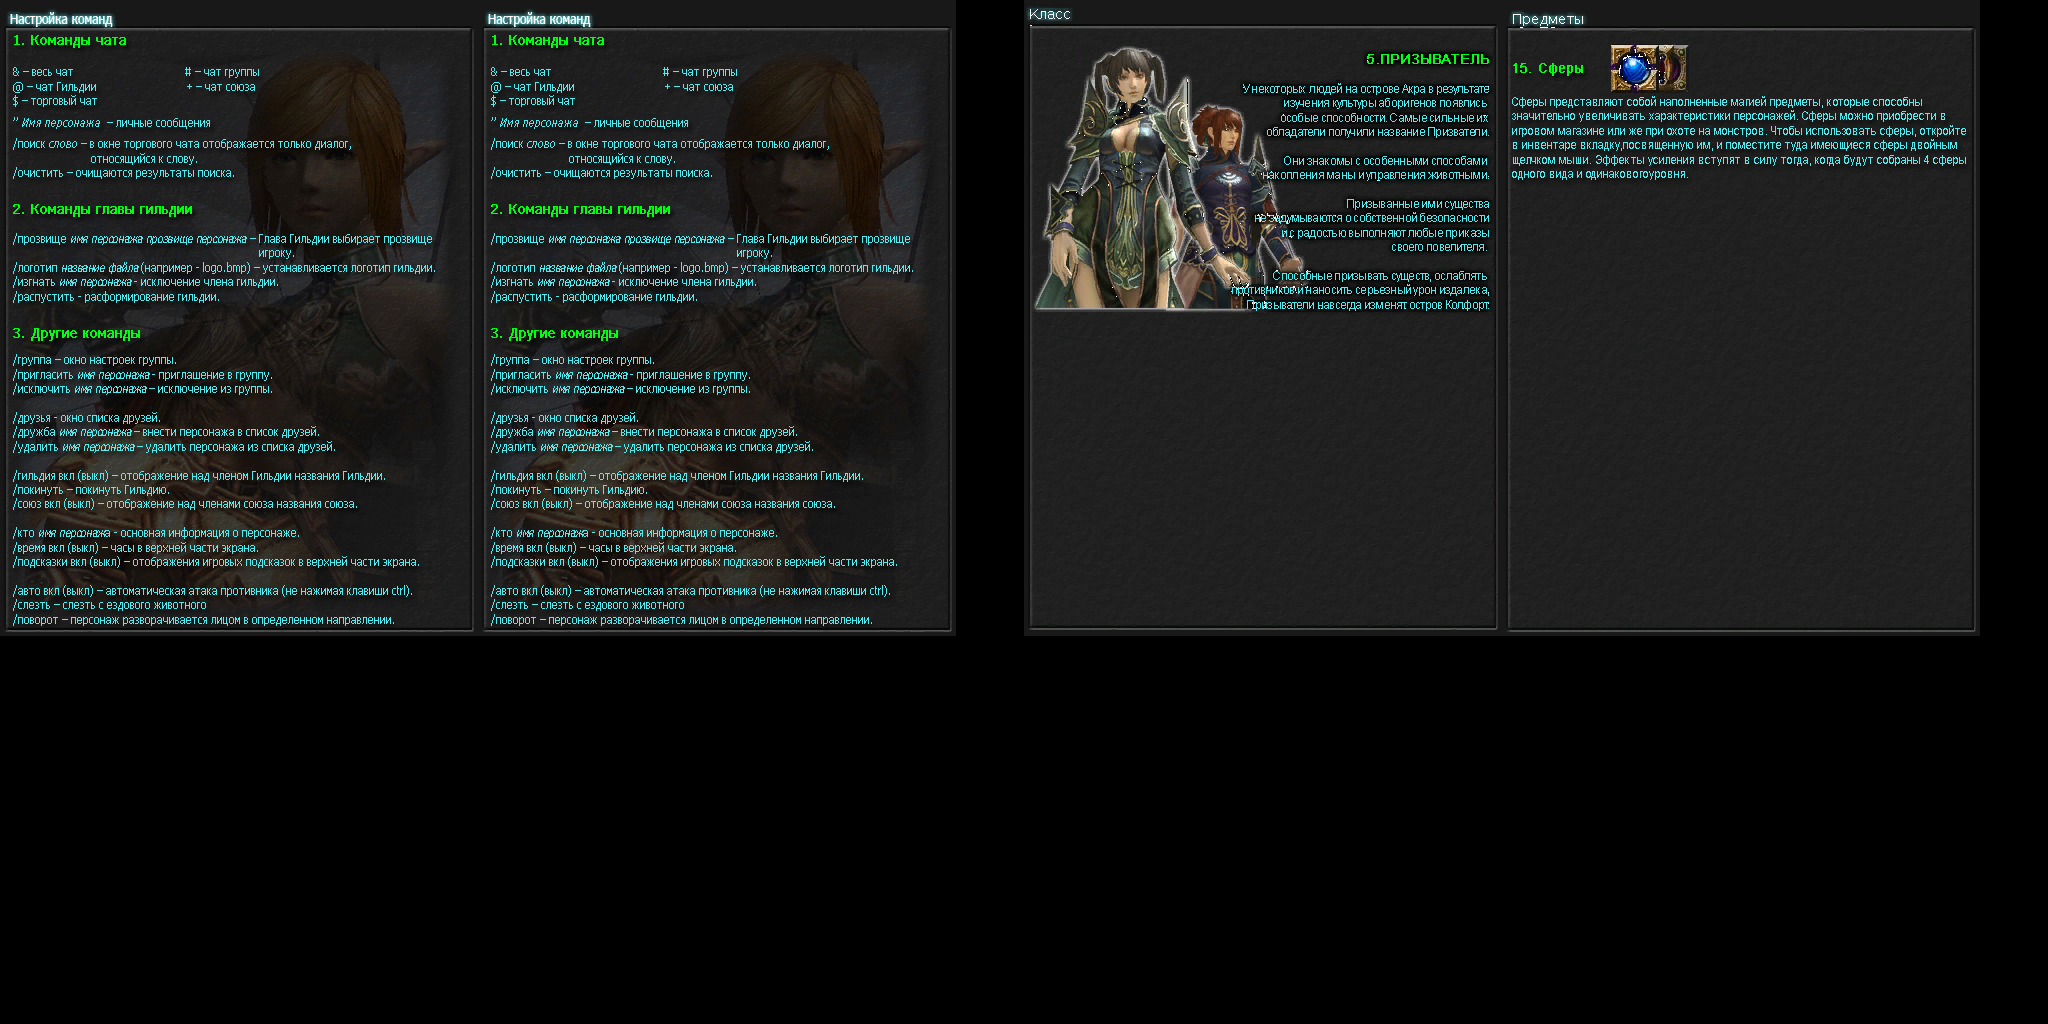 Настройка команд
1. Команды чата
& – весь чат # – чат группы
@ – чат Гильдии + – чат союза
$ – торговый чат
" Имя персонажа – личные сообщения
/поиск слово – в окне торгового чата отображается только диалог,
относящийся к слову.
/очистить – очищаются результаты поиска.
2. Команды главы гильдии
/прозвище имя персонажа прозвище персонажа – Глава Гильдии выбирает прозвище
игроку.
/логотип название файла (например - logo.bmp) – устанавливается логотип гильдии.
/изгнать имя персонажа - исключение члена гильдии.
/распустить - расформирование гильдии.
3. Другие команды
/группа – окно настроек группы.
/пригласить имя персонажа - приглашение в группу.
/исключить имя персонажа – исключение из группы.
/друзья - окно списка друзей.
/дружба имя персонажа – внести персонажа в список друзей.
/удалить имя персонажа – удалить персонажа из списка друзей.
/гильдия вкл (выкл) – отображение над членом Гильдии названия Гильдии.
/покинуть – покинуть Гильдию.
/союз вкл (выкл) – отображение над членами союза названия союза.
/кто имя персонажа - основная информация о персонаже.
/время вкл (выкл) – часы в верхней части экрана.
/подсказки вкл (выкл) – отображения игровых подсказок в верхней части экрана.
/авто вкл (выкл) – автоматическая атака противника (не нажимая клавиши ctrl).
/слезть – слезть с ездового животного
/поворот – персонаж разворачивается лицом в определенном направлении.
Настройка команд
1. Команды чата
& – весь чат # – чат группы
@ – чат Гильдии + – чат союза
$ – торговый чат
" Имя персонажа – личные сообщения
/поиск слово – в окне торгового чата отображается только диалог,
относящийся к слову.
/очистить – очищаются результаты поиска.
2. Команды главы гильдии
/прозвище имя персонажа прозвище персонажа – Глава Гильдии выбирает прозвище
игроку.
/логотип название файла (например - logo.bmp) – устанавливается логотип гильдии.
/изгнать имя персонажа - исключение члена гильдии.
/распустить - расформирование гильдии.
3. Другие команды
/группа – окно настроек группы.
/пригласить имя персонажа - приглашение в группу.
/исключить имя персонажа – исключение из группы.
/друзья - окно списка друзей.
/дружба имя персонажа – внести персонажа в список друзей.
/удалить имя персонажа – удалить персонажа из списка друзей.
/гильдия вкл (выкл) – отображение над членом Гильдии названия Гильдии.
/покинуть – покинуть Гильдию.
/союз вкл (выкл) – отображение над членами союза названия союза.
/кто имя персонажа - основная информация о персонаже.
/время вкл (выкл) – часы в верхней части экрана.
/подсказки вкл (выкл) – отображения игровых подсказок в верхней части экрана.
/авто вкл (выкл) – автоматическая атака противника (не нажимая клавиши ctrl).
/слезть – слезть с ездового животного
/поворот – персонаж разворачивается лицом в определенном направлении.
Класс
5.ПРИЗЫВАТЕЛЬ
У некоторых людей на острове Акра в результате
изучения культуры аборигенов появились
особые способности. Самые сильные их
обладатели получили название Призватели.
Они знакомы с особенными способами
накопления маны и управления животными.
Призыванные ими существа
не задумываются о собственной безопасности
и с радостью выполняют любые приказы
своего повелителя.
Способные призывать существ, ослаблять
противников и наносить серьезный урон издалека,
Призыватели навсегда изменят остров Колфорт.
Предметы
15. Сферы
Сферы представляют собой наполненные магией предметы, которые способны
значительно увеличивать характеристики персонажей. Сферы можно приобрести в
игровом магазине или же при охоте на монстров. Чтобы использовать сферы, откройте
в инвентаре вкладку,посвященную им, и поместите туда имеющиеся сферы двойным
щелчком мыши. Эффекты усиления вступят в силу тогда, когда будут собраны 4 сферы
одного вида и одинаковогоуровня.